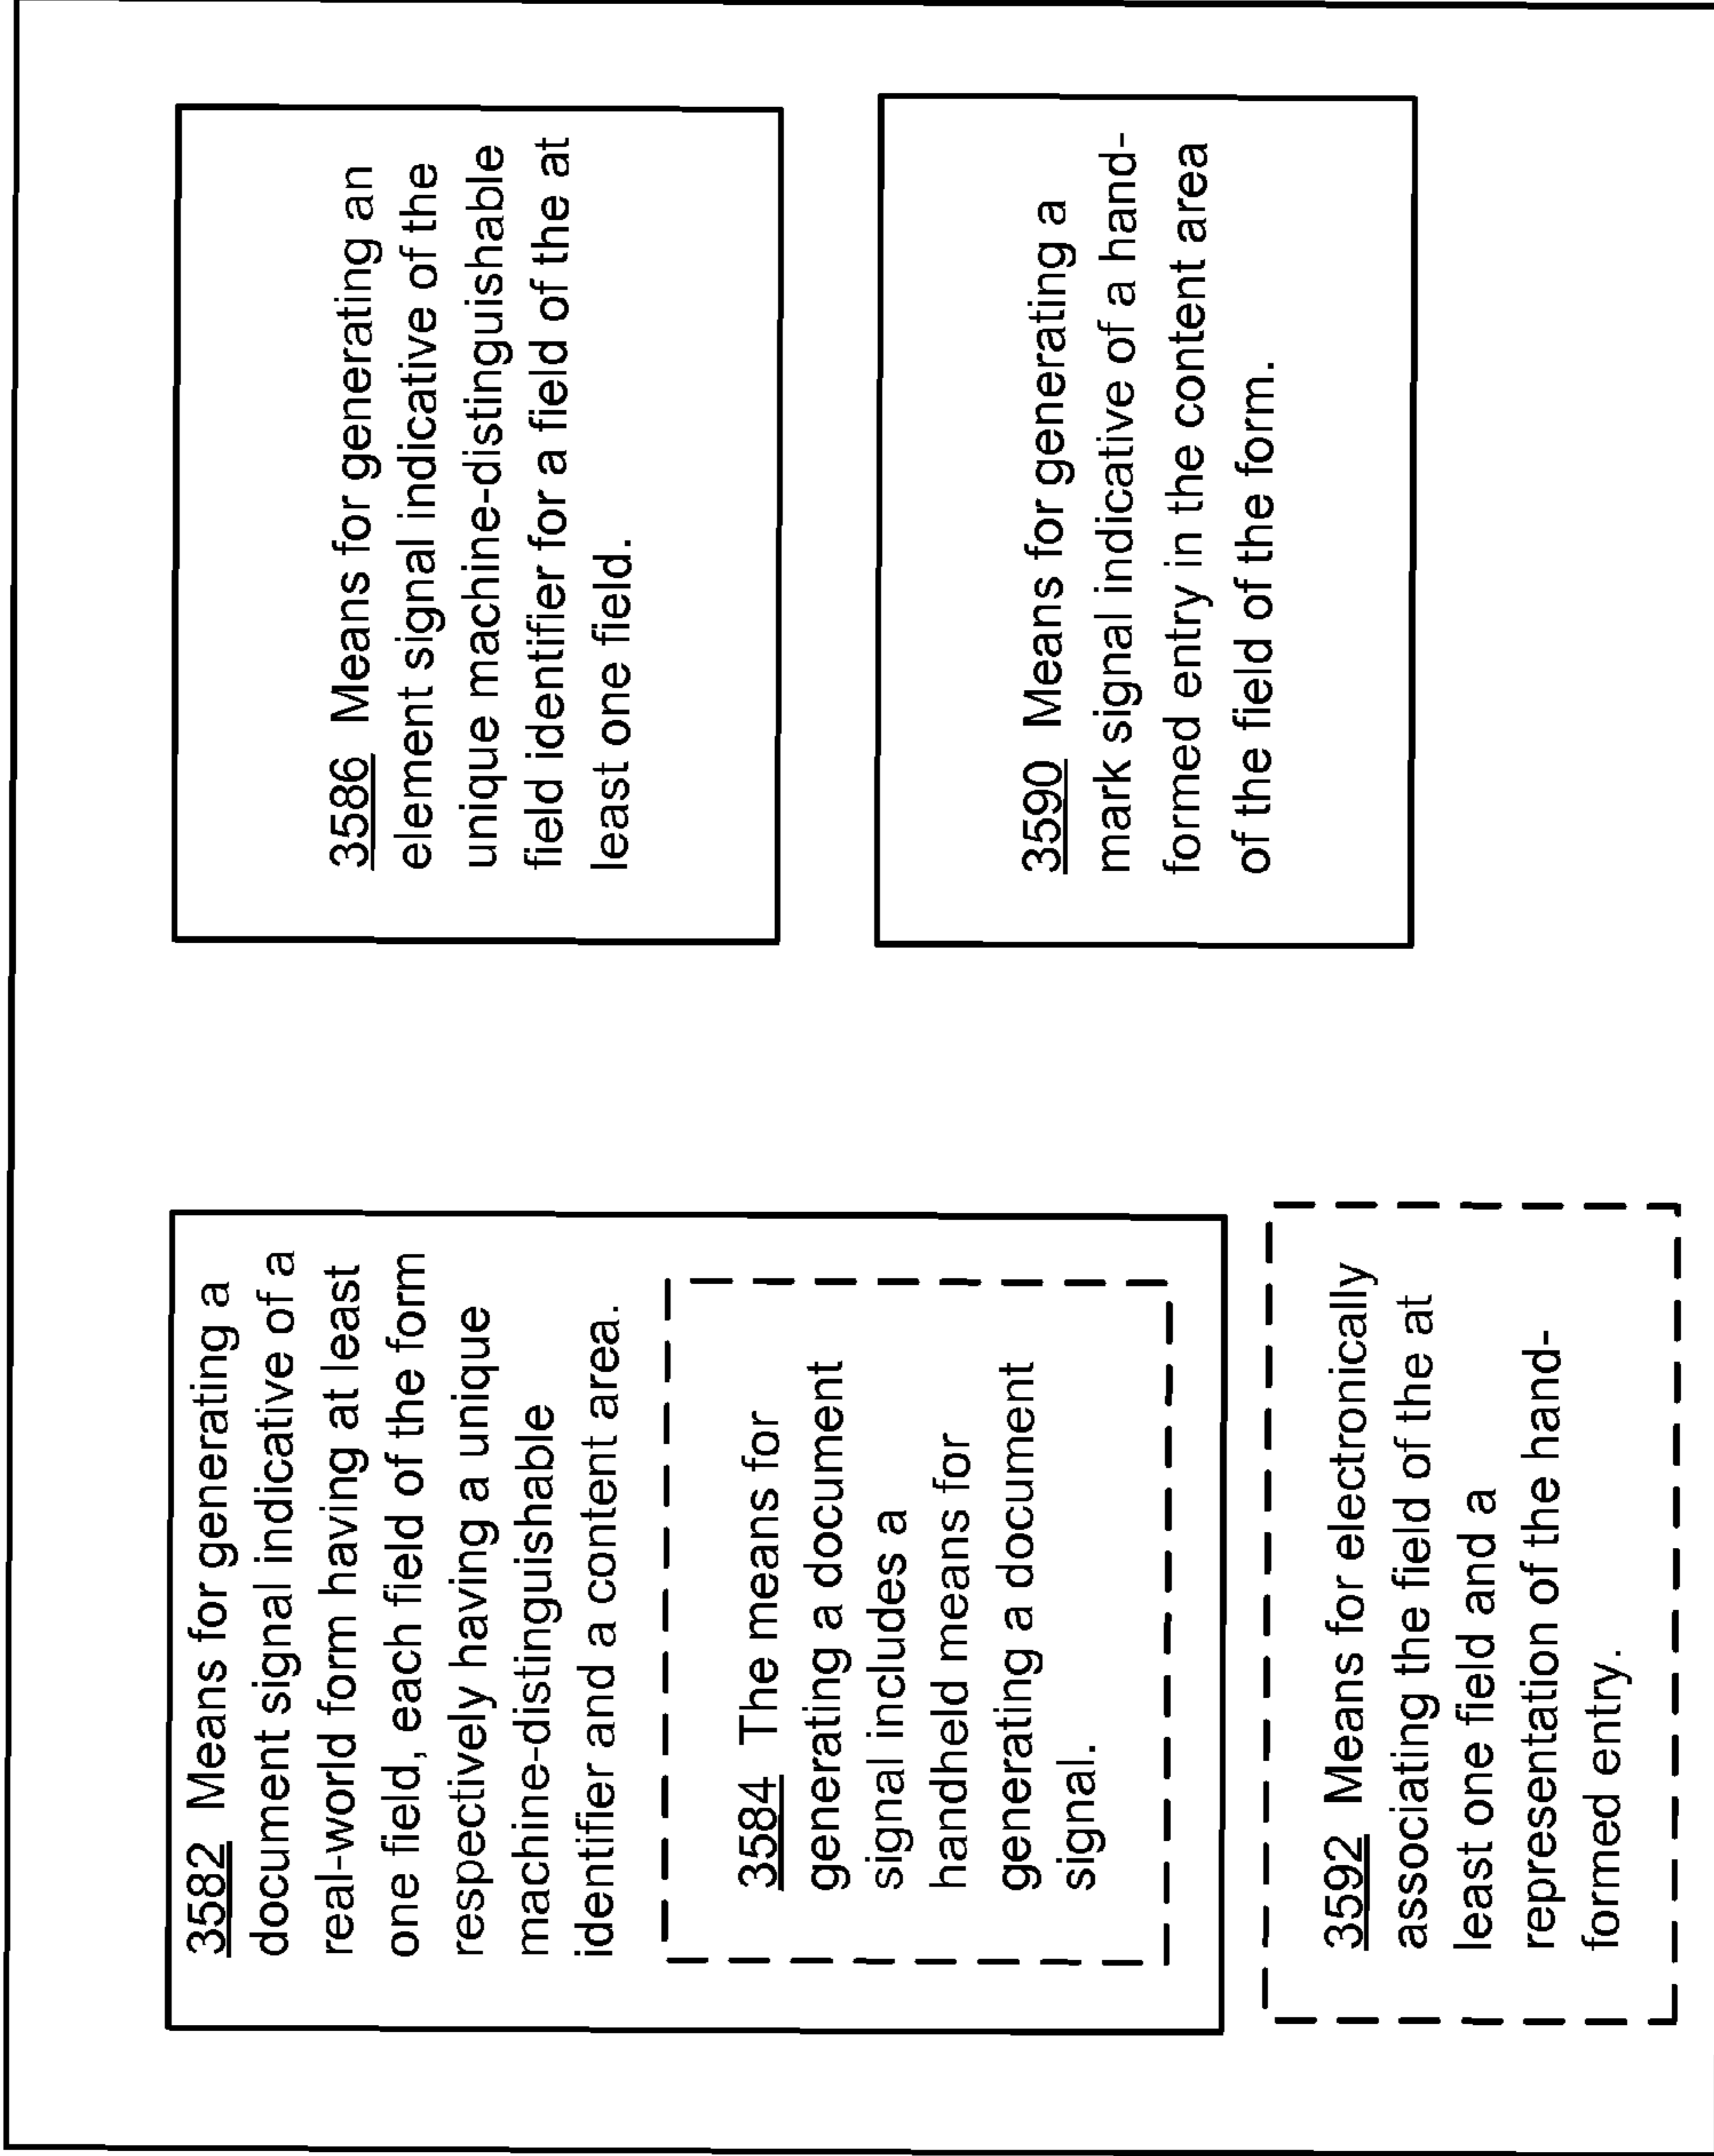 3582 Means for generating a
document signal indicative of a
real-world form having at least
one field, each field of the form
respectively having a unique
machine-distinguishable
identifier and a content area.
3584 The means for
generating a document
signal includes a
handheld means for
generating a document
signal.
3592 Means for electronically
associating the field of the at
least one field and a
representation of the hand-
formed entry.
3586 Means for generating an
element signal indicative of the
unique machine-distinguishable
field identifier for a field of the at
least one field.
3590 Means for generating a
mark signal indicative of a hand-
formed entry in the content area
of the field of the form.